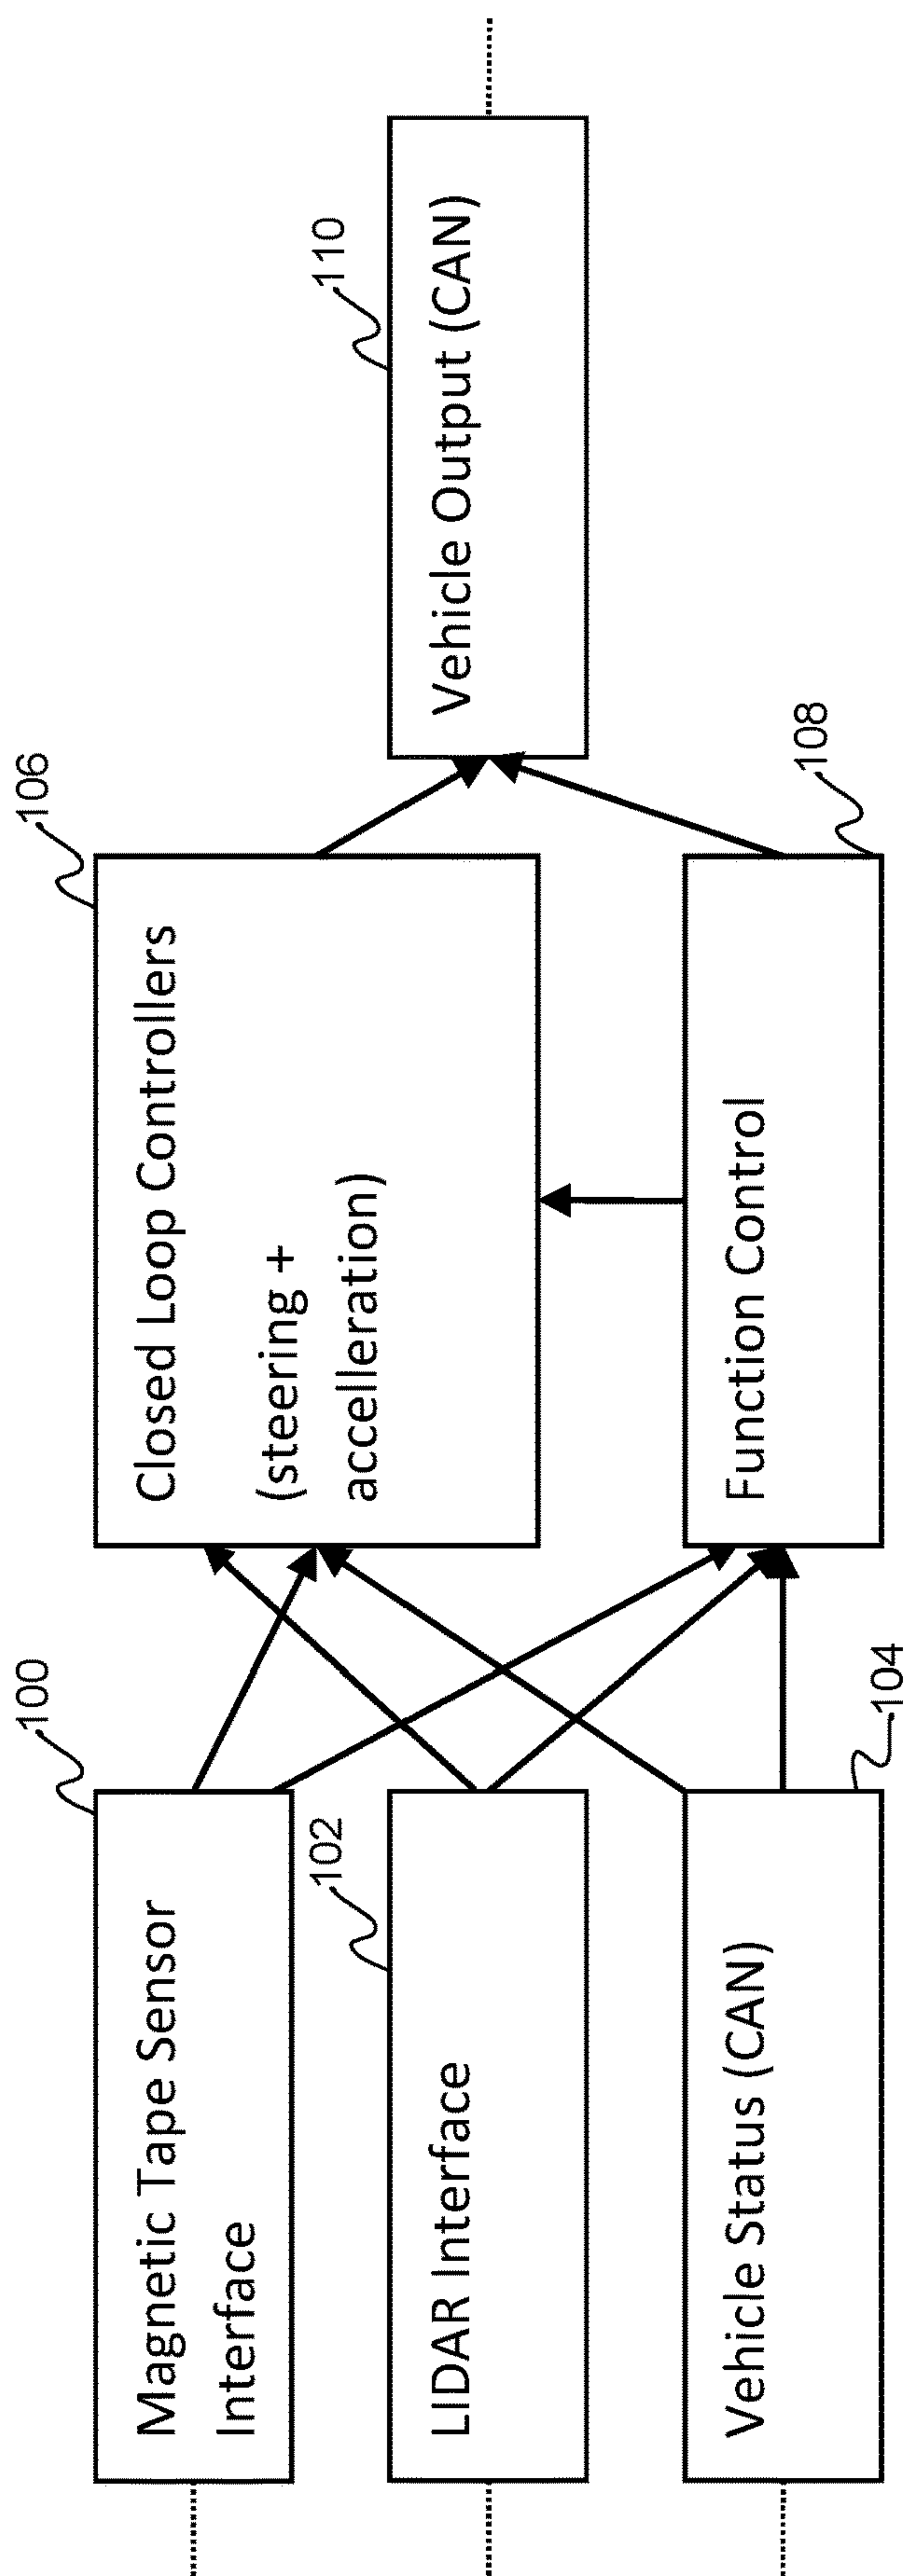 100
Magnetic Tape Sensor
Interface
102
LIDAR Interface
104
Vehicle Status (CAN)
106
Closed Loop Controllers
(steering +
accelleration)
108
Function Control
110
Vehicle Output (CAN)